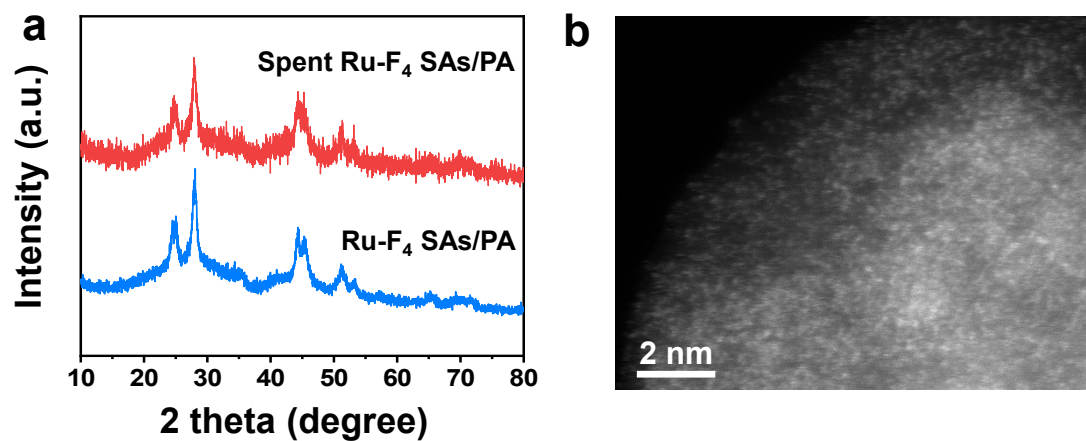 a
Intensity (a.u.)
Spent Ru-F₄ SAs/PA
Ru-F₄ SAs/PA
10 20 30 40 50 60 70 80
2 theta (degree)
b
2 nm